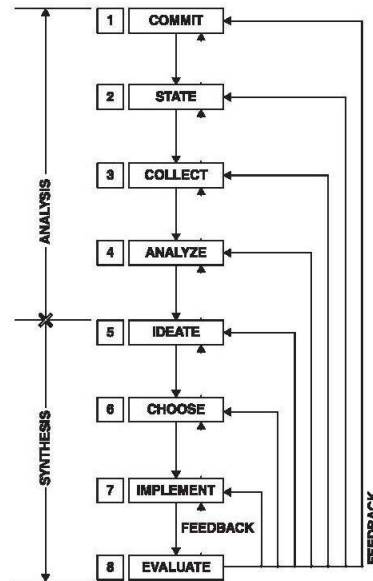 1 COMMIT
2 STATE
3 COLLECT
ANALYSIS
4 ANALYZE
5 IDEATE
6 CHOOSE
SYNTHESIS
7 IMPLEMENT
FEEDBACK
FEEDBACK
8 EVALUATE